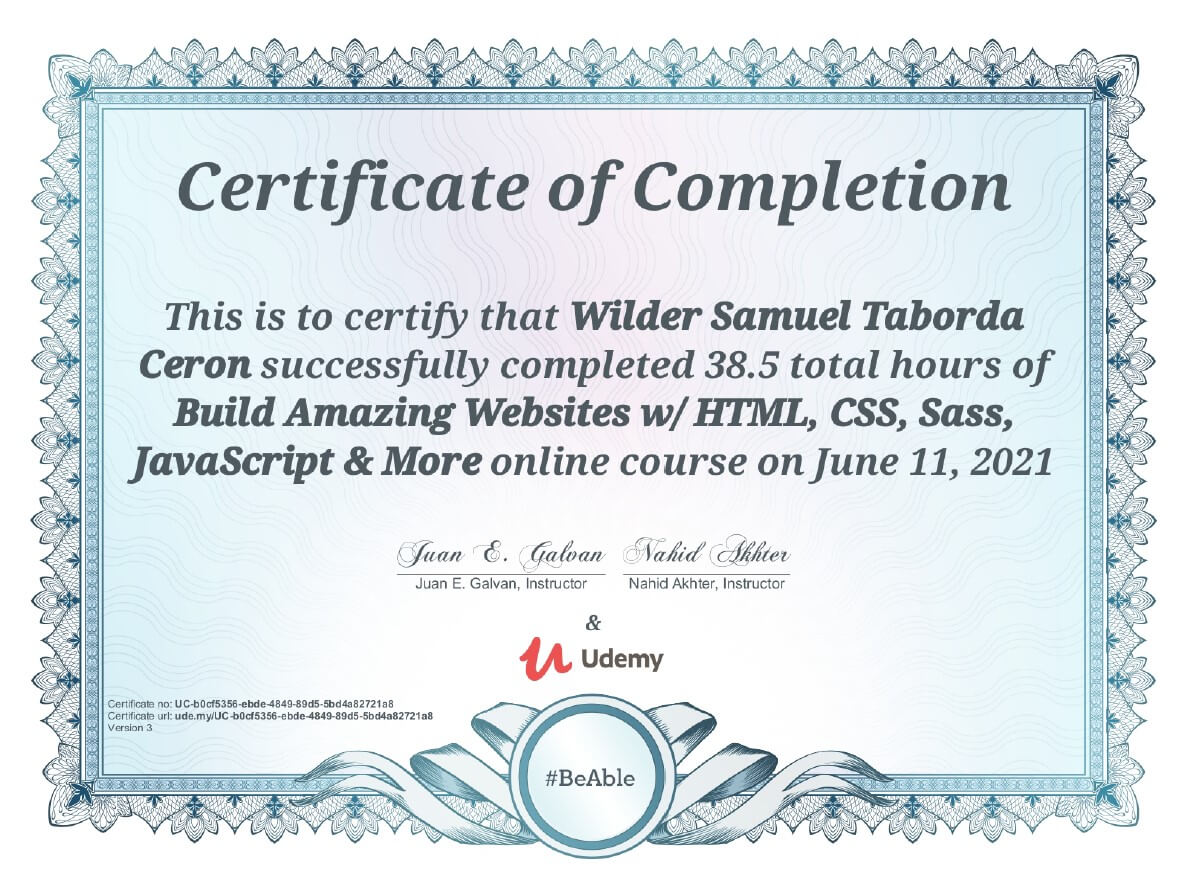 Certificate of Completion
This is to certify that Wilder Samuel Taborda
Ceron successfully completed 38.5 total hours of
Build Amazing Websites w/ HTML, CSS, Sass,
JavaScript & More online course on June 11, 2021
Juan E. Galvan Nahid Akhter
Juan E. Galvan, Instructor Nahid Akhter, Instructor
&
Udemy
Certificate no: UC-b0cf5356-ebde-4849-89d5-5bd4a82721a8
Certificate url: ude.my/UC-b0cf5356-ebde-4849-89d5-5bd4a82721a8
Version 3
#BeAble